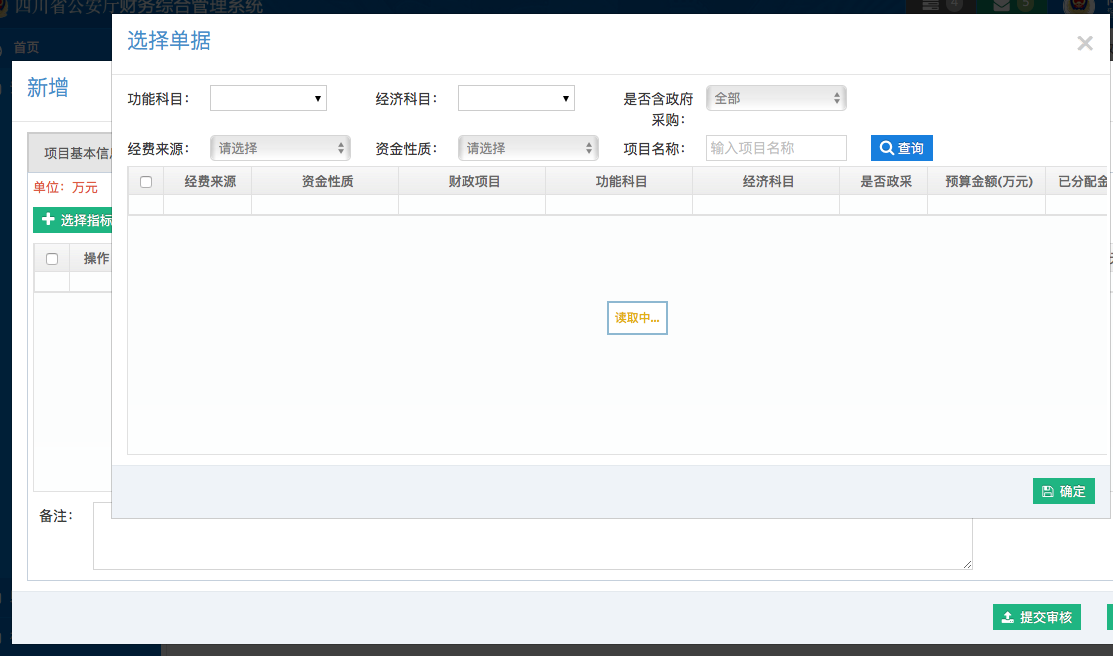 四川省公安厅财务综合管理系统
4
5
首页
选择单据
×
新增
功能科目：
经济科目：
是否含政府采购：
全部
经费来源：
请选择
资金性质：
请选择
项目名称：
输入项目名称
查询
项目基本信
单位：万元
选择指标
操作
经费来源
资金性质
财政项目
功能科目
经济科目
是否政采
预算金额(万元)
已分配金
读取中...
确定
备注：
提交审核